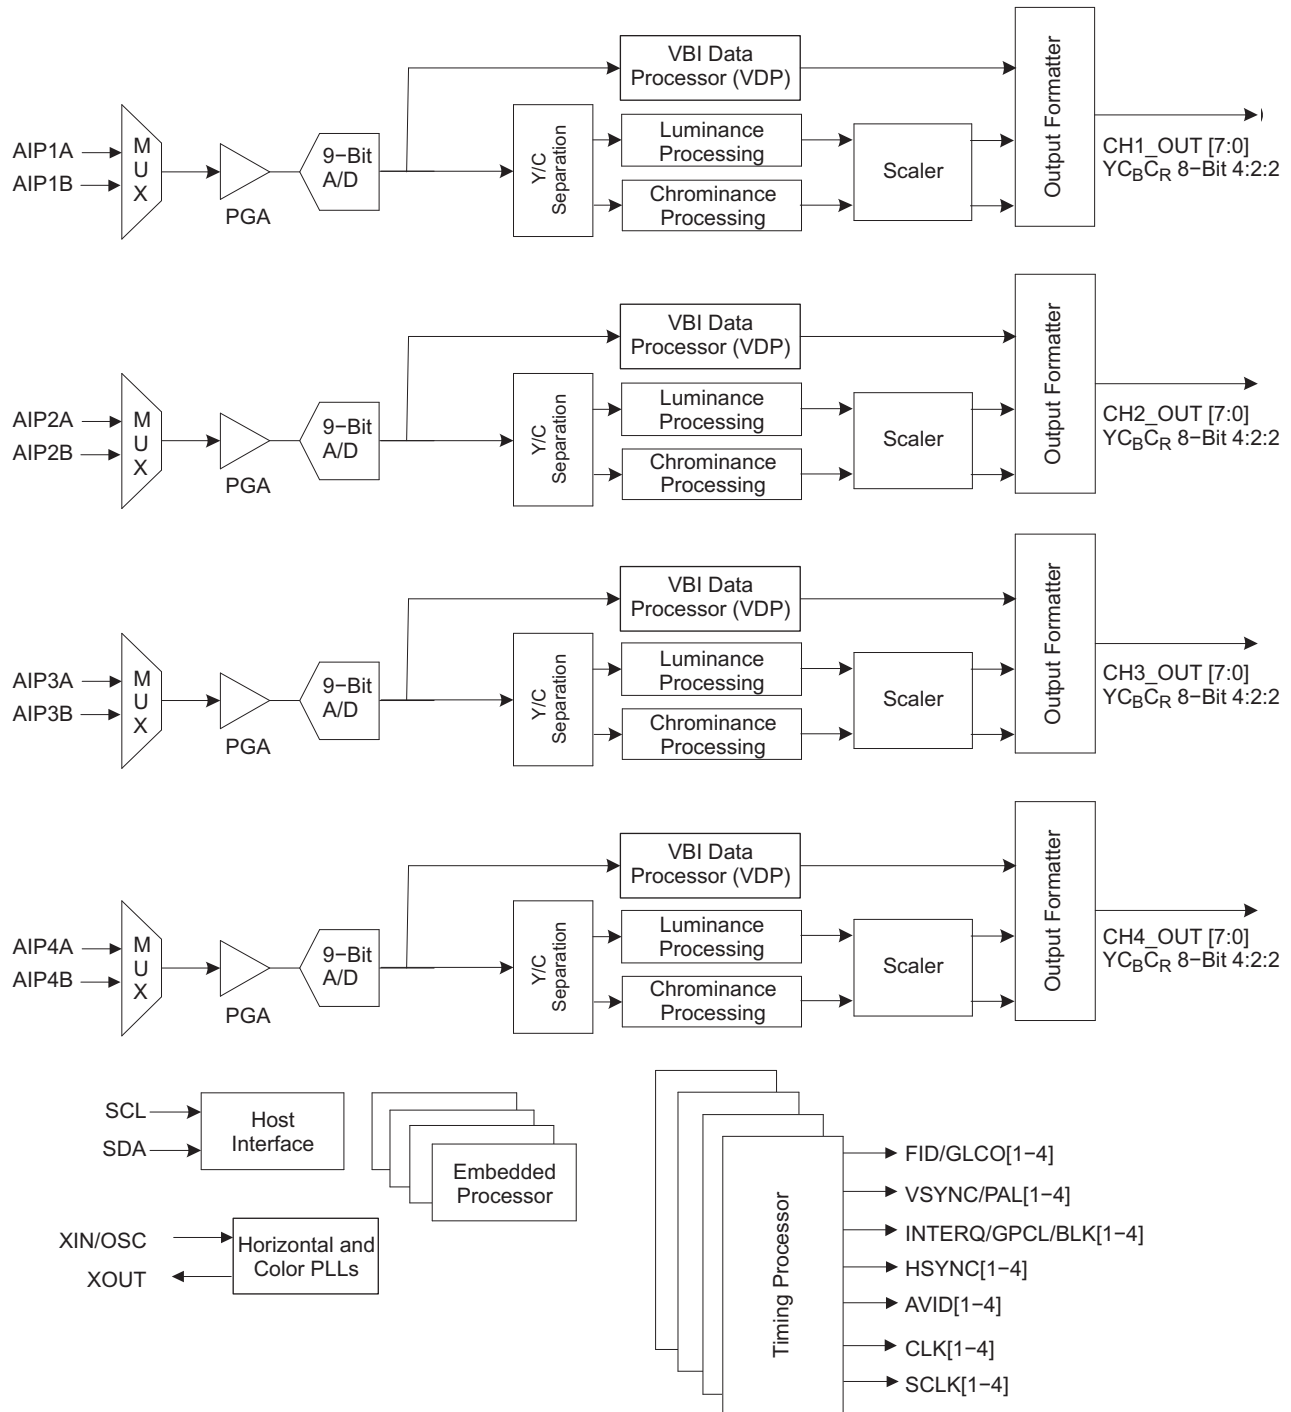 VBI Data
Processor (VDP)
AIP1A
AIP1B
M
U
X
PGA
9−Bit
A/D
Y/C
Separation
Luminance
Processing
Chrominance
Processing
Scaler
Output Formatter
CH1_OUT [7:0]
YCBCR 8−Bit 4:2:2
VBI Data
Processor (VDP)
AIP2A
AIP2B
M
U
X
PGA
9−Bit
A/D
Y/C
Separation
Luminance
Processing
Chrominance
Processing
Scaler
Output Formatter
CH2_OUT [7:0]
YCBCR 8−Bit 4:2:2
VBI Data
Processor (VDP)
AIP3A
AIP3B
M
U
X
PGA
9−Bit
A/D
Y/C
Separation
Luminance
Processing
Chrominance
Processing
Scaler
Output Formatter
CH3_OUT [7:0]
YCBCR 8−Bit 4:2:2
VBI Data
Processor (VDP)
AIP4A
AIP4B
M
U
X
PGA
9−Bit
A/D
Y/C
Separation
Luminance
Processing
Chrominance
Processing
Scaler
Output Formatter
CH4_OUT [7:0]
YCBCR 8−Bit 4:2:2
SCL
SDA
Host
Interface
Embedded
Processor
XIN/OSC
XOUT
Horizontal and
Color PLLs
Timing Processor
FID/GLCO[1−4]
VSYNC/PAL[1−4]
INTERQ/GPCL/BLK[1−4]
HSYNC[1−4]
AVID[1−4]
CLK[1−4]
SCLK[1−4]